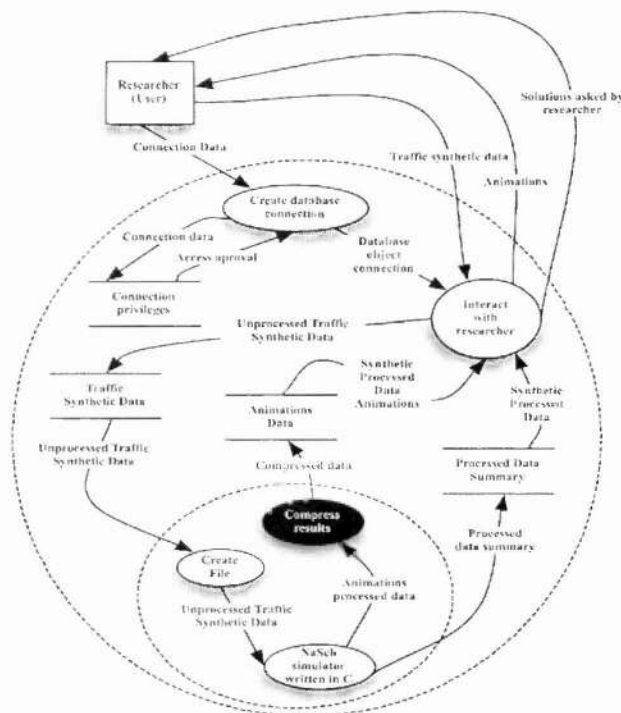 Researcher
(User)
Solutions asked by
researcher
Connection Data
Traffic synthetic data
Animations
Create database
connection
Connection data
Access aproval
Database
object
connection
Connection
privileges
Interact
with
researcher
Unprocessed Traffic
Synthetic Data
Traffic
Synthetic Data
Synthetic
Processed
Data
Animations
Animations
Data
Synthetic
Processed
Data
Unprocessed Traffic
Synthetic Data
Compressed data
Processed Data
Summary
Compress
results
Processed
data summary
Create
File
Animations
processed data
Unprocessed Traffic
Synthetic Data
NaSch
simulator
written in C